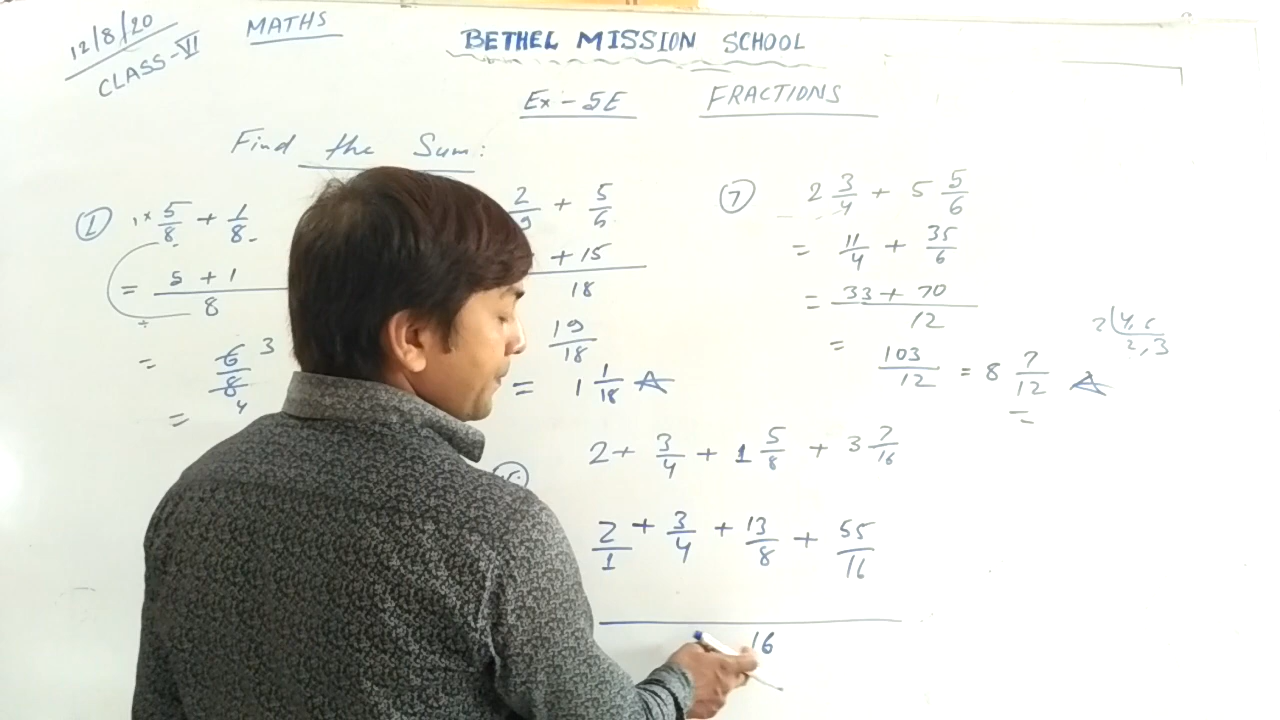 12/8/20
CLASS-VI
MATHS
BETHEL MISSION SCHOOL
Ex - 5E FRACTIONS
Find the Sum:
1 × 5/8 + 1/8
= 5 + 1 / 8
= 6/8 3/4
=
2/9 + 5/6
+ 15 / 18
19/18
= 1 1/18 A
7 2 3/4 + 5 5/6
= 11/4 + 35/6
= 33 + 70 / 12
= 103/12 = 8 7/12 A
2 3
2 + 3/4 + 1 5/8 + 3 7/16
2/1 + 3/4 + 13/8 + 55/16
16